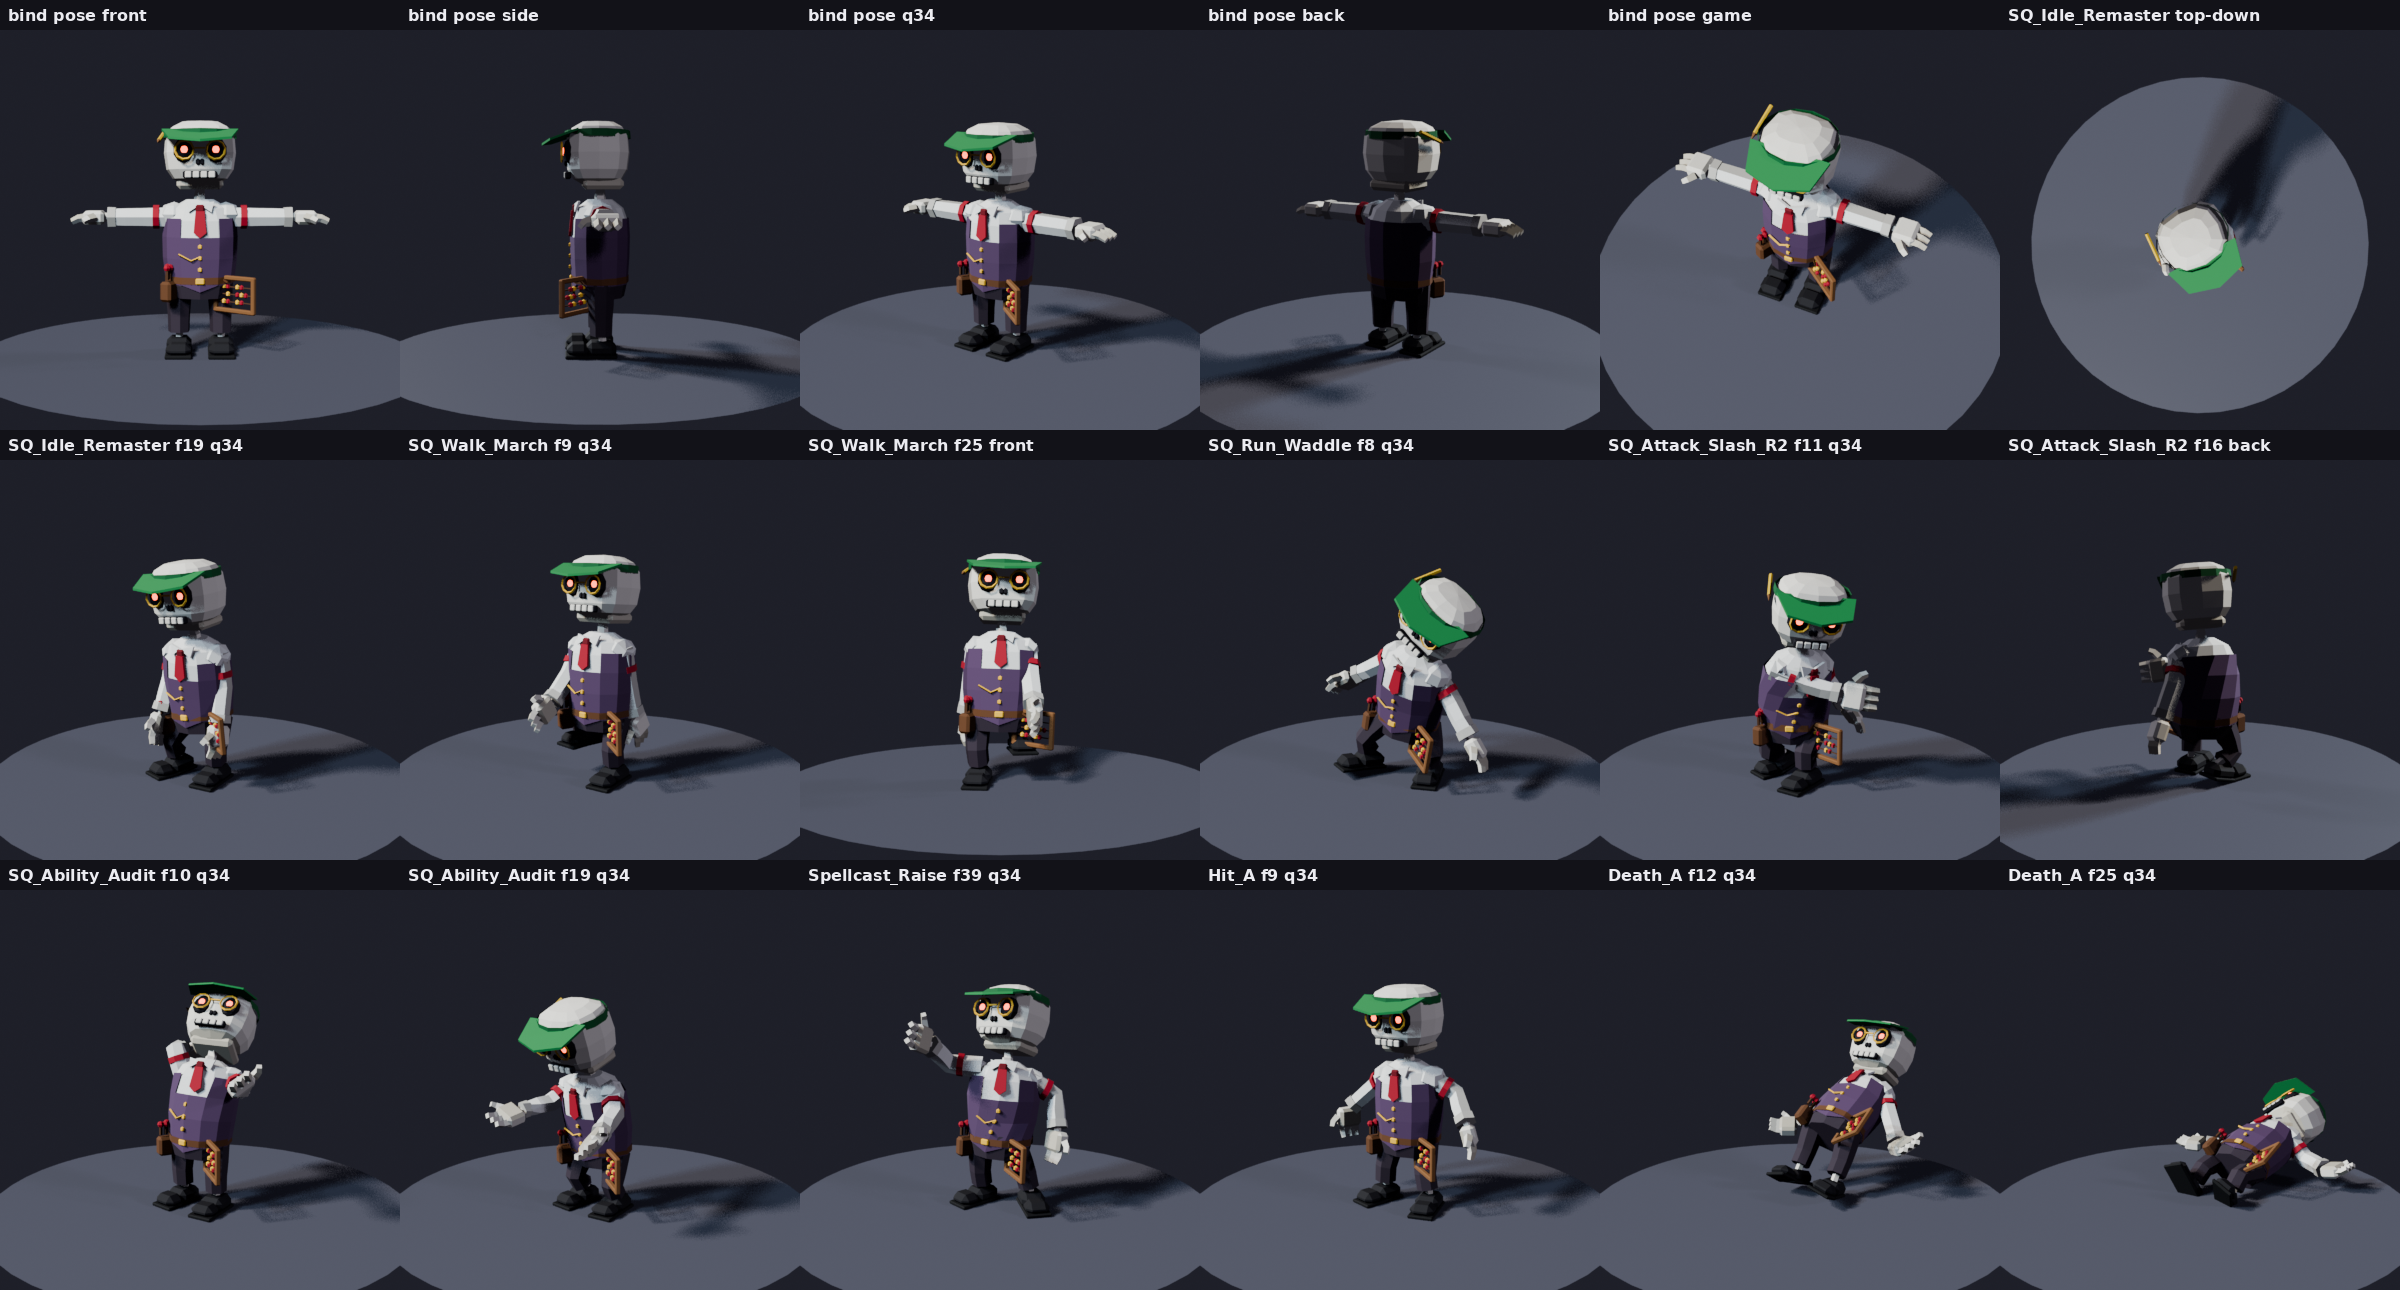 bind pose front
bind pose side
bind pose q34
bind pose back
bind pose game
SQ_Idle_Remaster top-down
SQ_Idle_Remaster f19 q34
SQ_Walk_March f9 q34
SQ_Walk_March f25 front
SQ_Run_Waddle f8 q34
SQ_Attack_Slash_R2 f11 q34
SQ_Attack_Slash_R2 f16 back
SQ_Ability_Audit f10 q34
SQ_Ability_Audit f19 q34
Spellcast_Raise f39 q34
Hit_A f9 q34
Death_A f12 q34
Death_A f25 q34